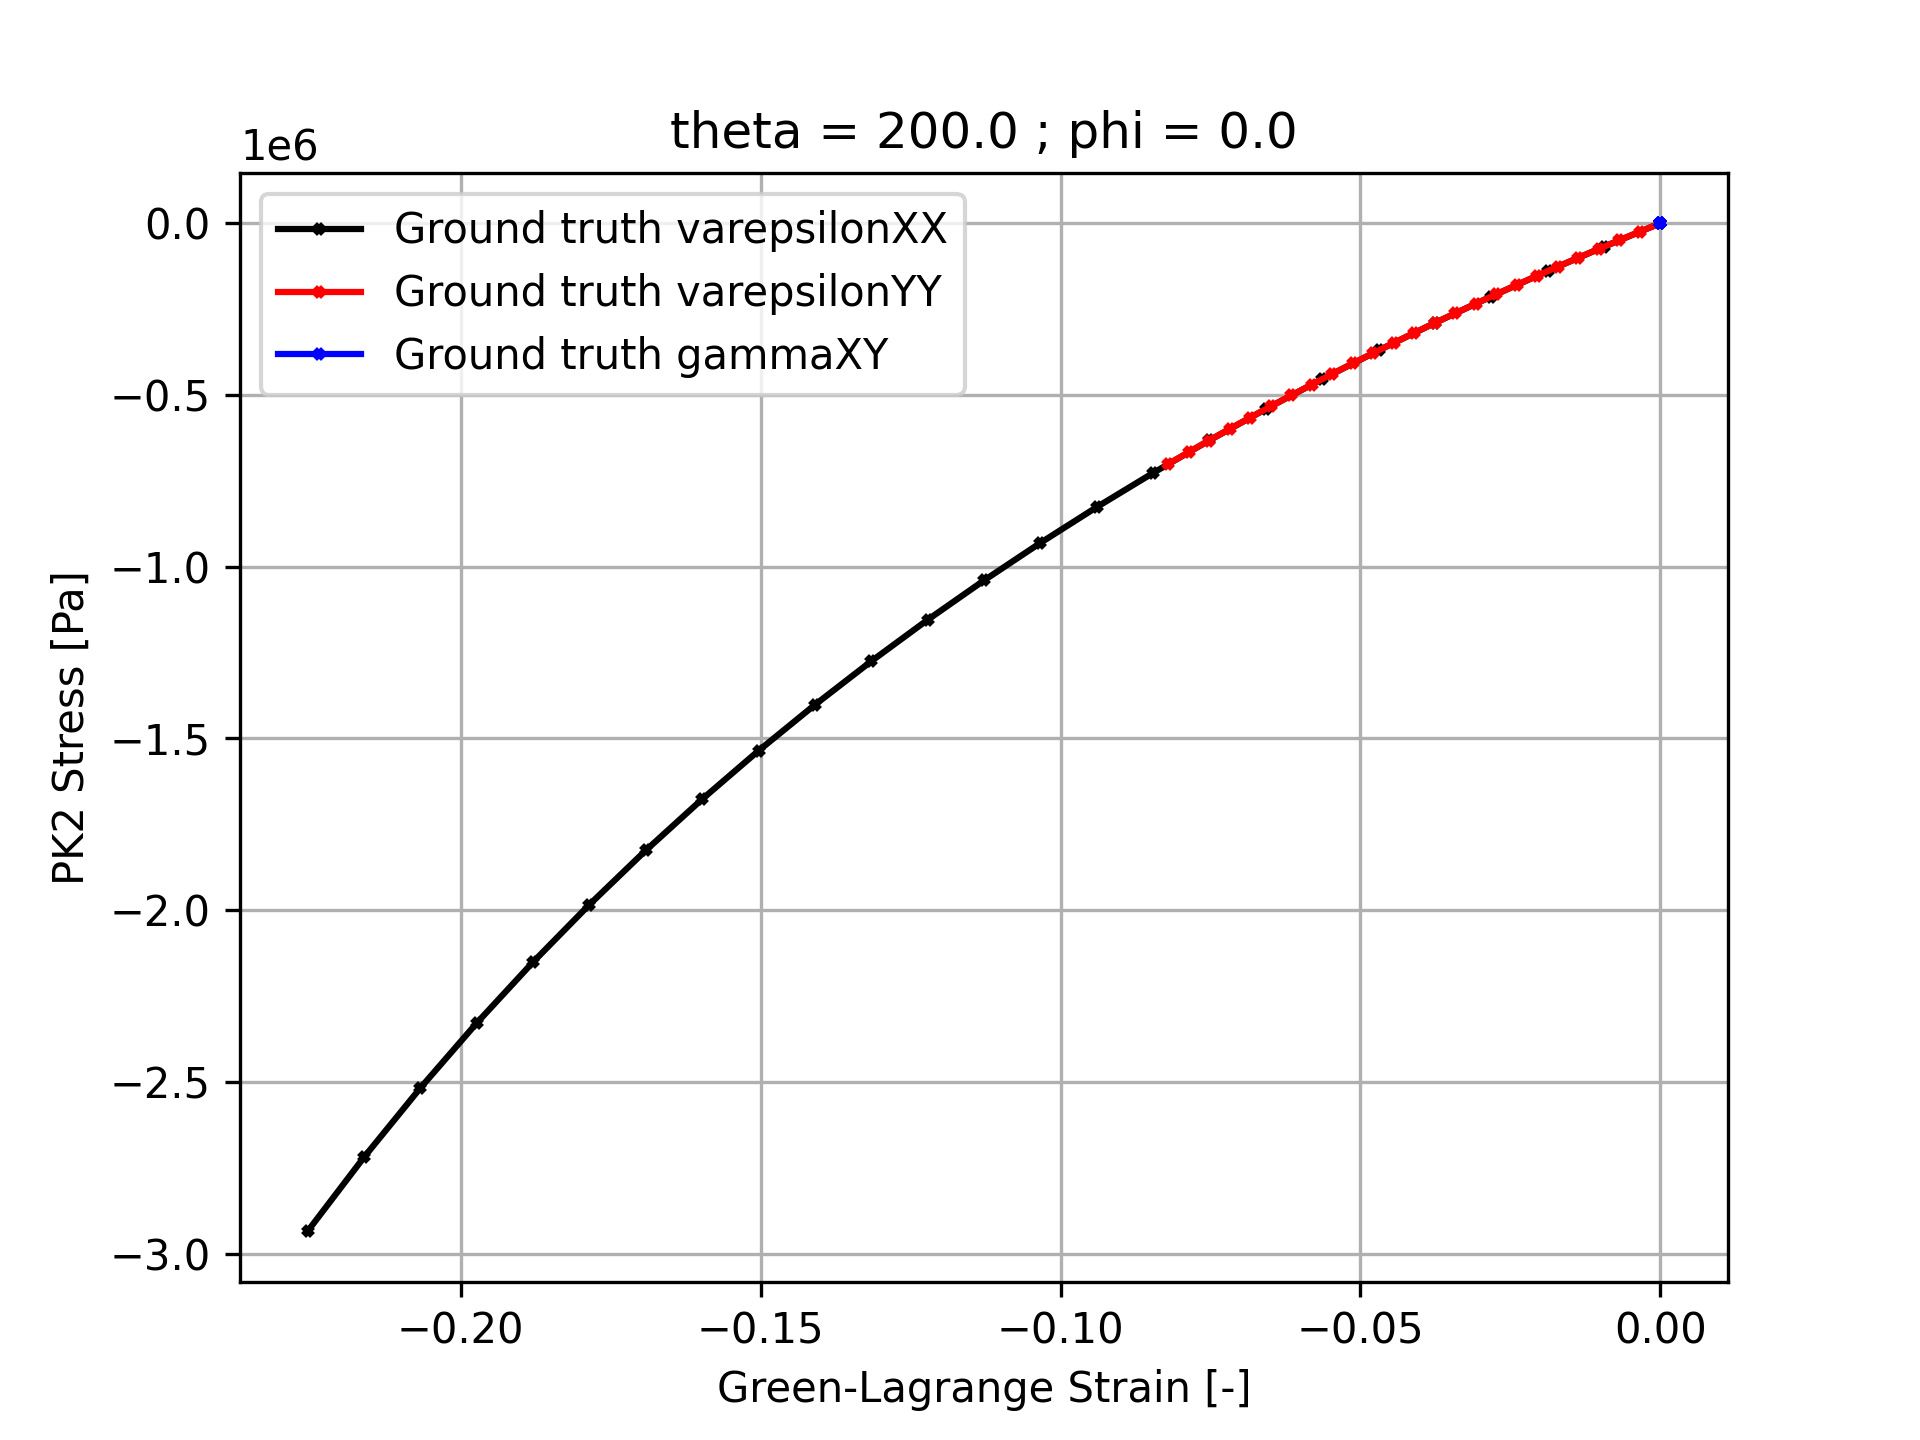 theta = 200.0 ; phi = 0.0
1e6
Ground truth varepsilonXX
Ground truth varepsilonYY
Ground truth gammaXY
0.0
−0.5
−1.0
−1.5
−2.0
−2.5
−3.0
PK2 Stress [Pa]
−0.20 −0.15 −0.10 −0.05 0.00
Green-Lagrange Strain [-]